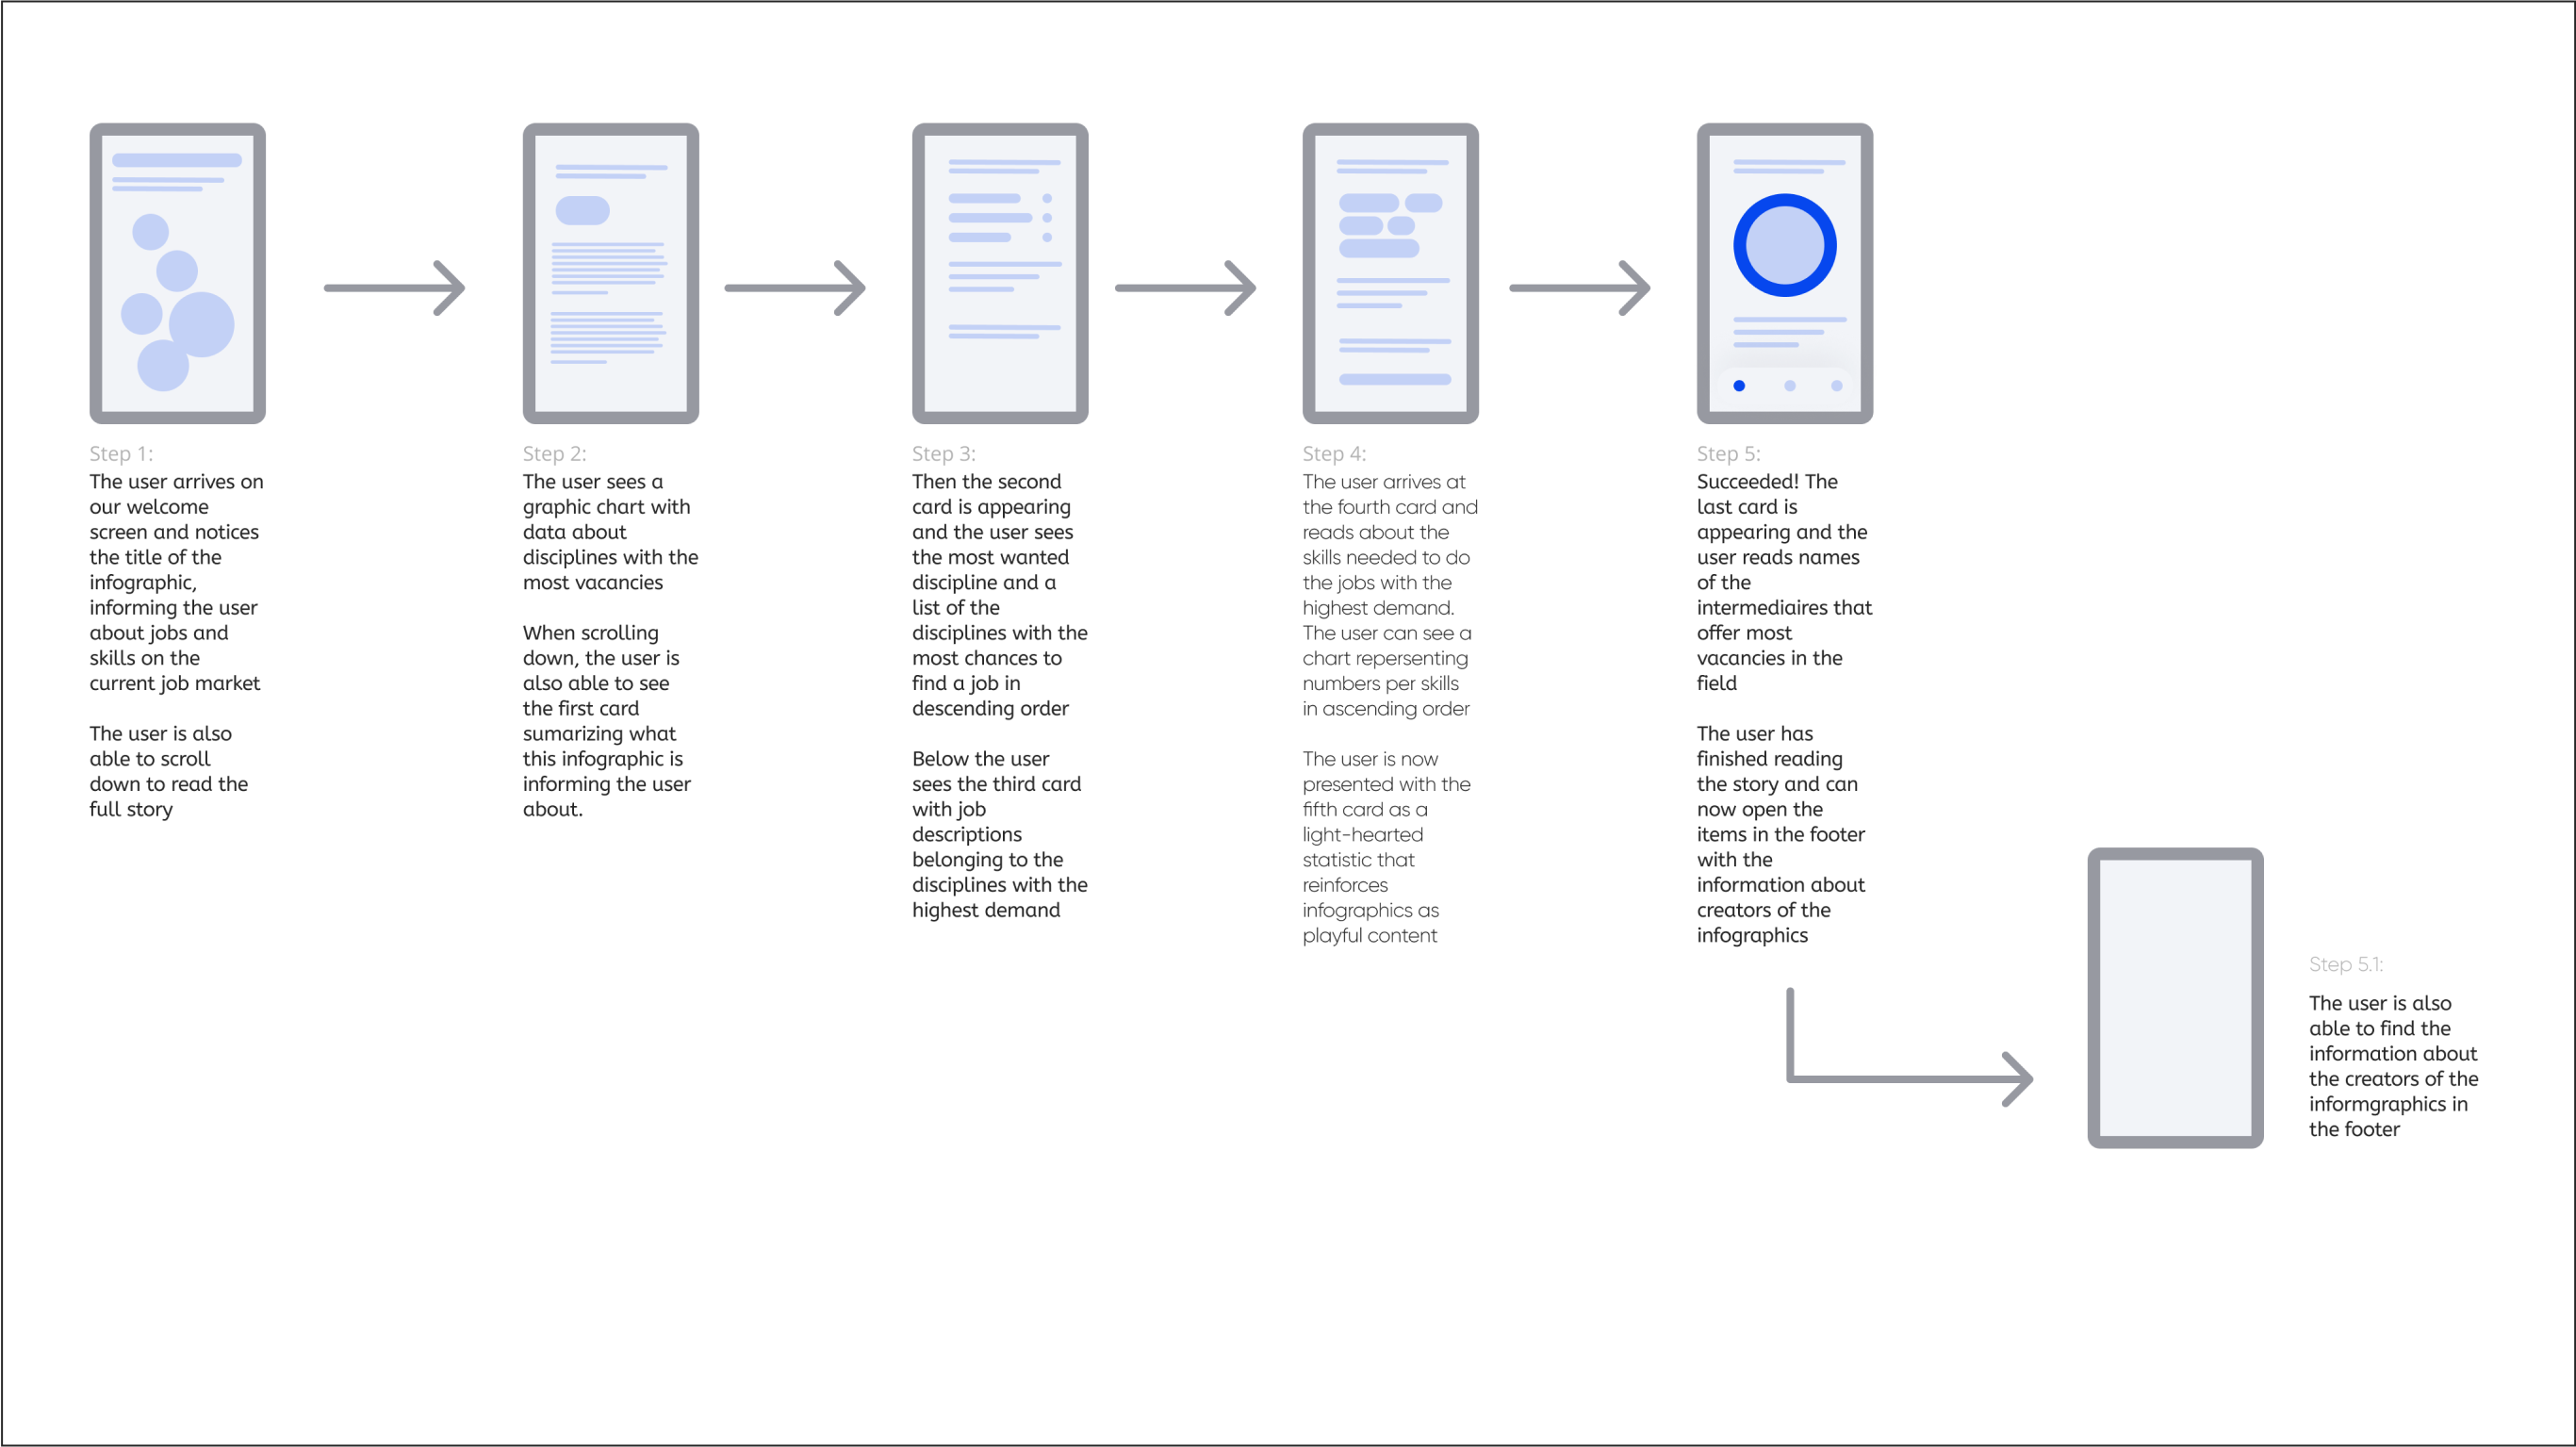 Step 1:
The user arrives on
our welcome
screen and notices
the title of the
infographic,
informing the user
about jobs and
skills on the
current job market
The user is also
able to scroll
down to read the
full story
Step 2:
The user sees a
graphic chart with
data about
disciplines with the
most vacancies
When scrolling
down, the user is
also able to see
the first card
sumarizing what
this infographic is
informing the user
about.
Step 3:
Then the second
card is appearing
and the user sees
the most wanted
discipline and a
list of the
disciplines with the
most chances to
find a job in
descending order
Below the user
sees the third card
with job
descriptions
belonging to the
disciplines with the
highest demand
Step 4:
The user arrives at
the fourth card and
reads about the
skills needed to do
the jobs with the
highest demand.
The user can see a
chart repersenting
numbers per skills
in ascending order
The user is now
presented with the
fifth card as a
light-hearted
statistic that
reinforces
infographics as
playful content
Step 5:
Succeeded! The
last card is
appearing and the
user reads names
of the
intermediaires that
offer most
vacancies in the
field
The user has
finished reading
the story and can
now open the
items in the footer
with the
information about
creators of the
infographics
Step 5.1:
The user is also
able to find the
information about
the creators of the
informgraphics in
the footer